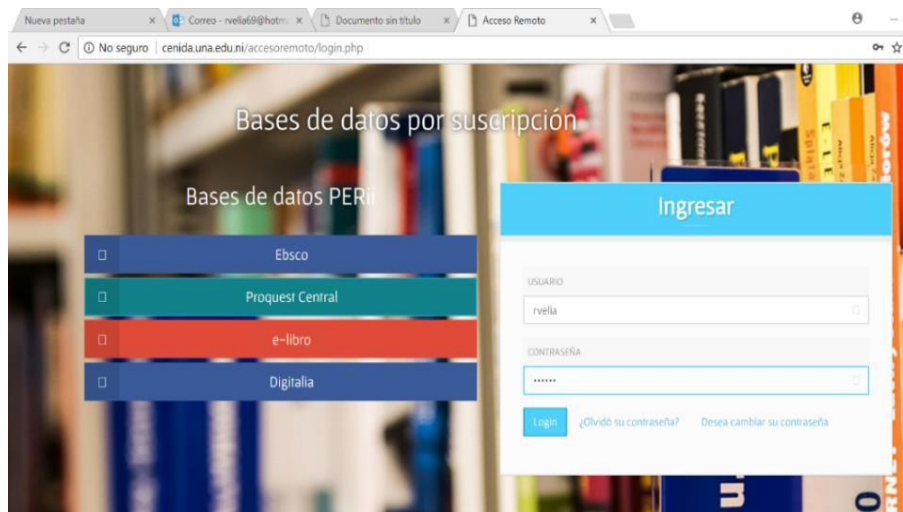 Nueva pestaña
Correo - rvelia69@hotm
Documento sin título
Acceso Remoto
No seguro | cenida.una.edu.ni/accesoremoto/login.php
Bases de datos por suscripción
Bases de datos PERii
Ebsco
Proquest Central
e-libro
Digitalia
Ingresar
USUARIO
rvelia
CONTRASEÑA
••••••
Login ¿Olvidó su contraseña? Desea cambiar su contraseña